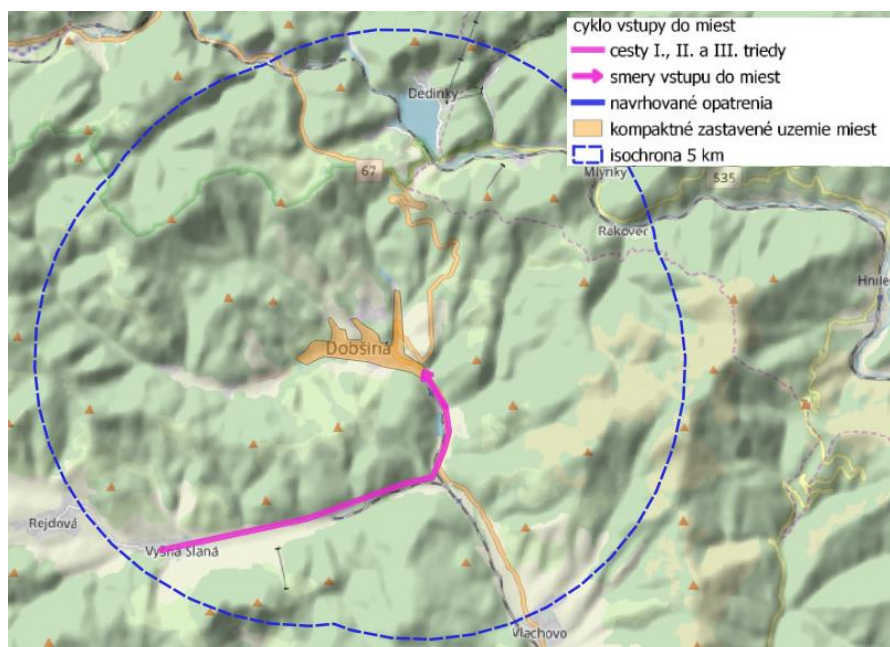 cyklo vstupy do miest
cesty I., II. a III. triedy
smery vstupu do miest
navrhované opatrenia
kompaktné zastavené uzemie miest
isochrona 5 km
Dedinky
67
Mlynky
535
Rakovec
Hnilec
Dobšiná
Rejdová
Vyšná Slaná
Vlachovo